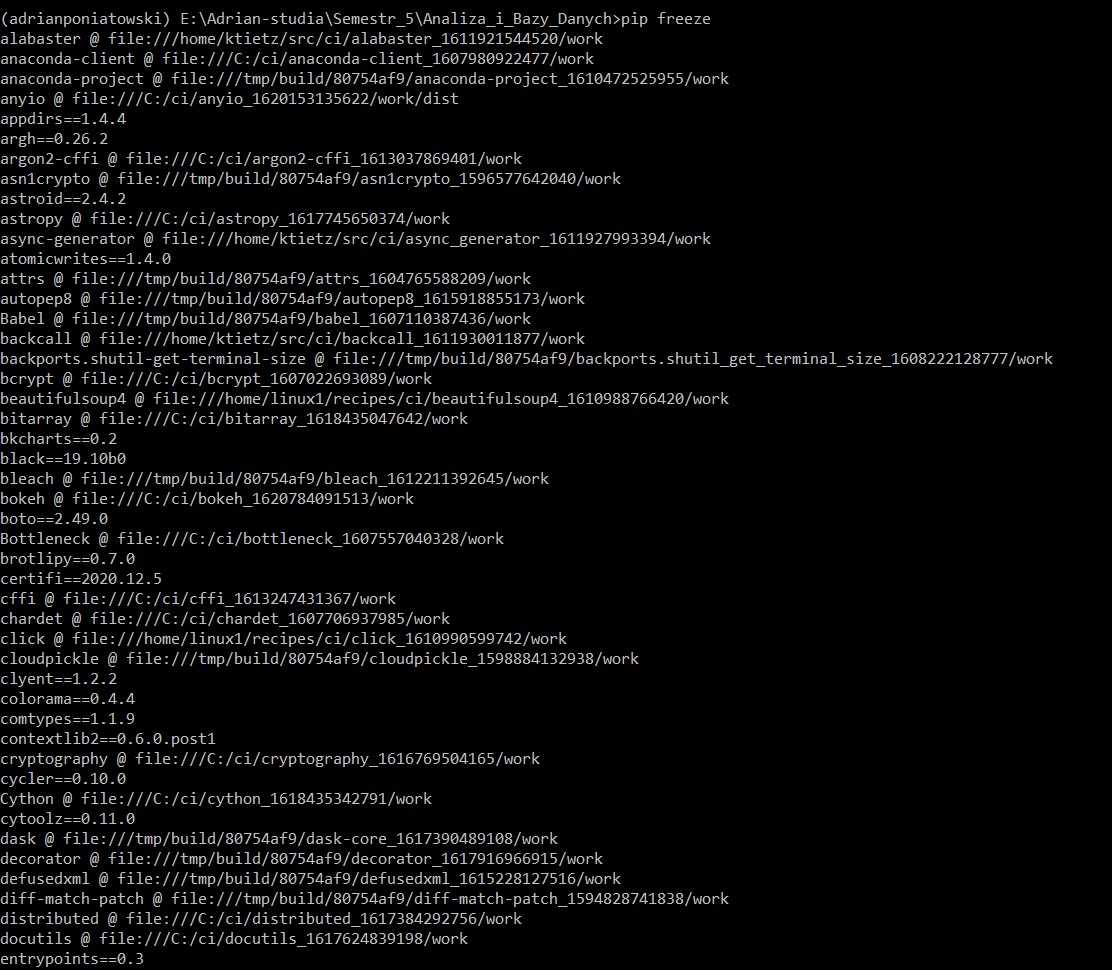 (adrianponiatowski) E:\Adrian-studia\Semestr_5\Analiza_i_Bazy_Danych>pip freeze
alabaster @ file:///home/ktietz/src/ci/alabaster_1611921544520/work
anaconda-client @ file:///C:/ci/anaconda-client_1607980922477/work
anaconda-project @ file:///tmp/build/80754af9/anaconda-project_1610472525955/work
anyio @ file:///C:/ci/anyio_1620153135622/work/dist
appdirs==1.4.4
argh==0.26.2
argon2-cffi @ file:///C:/ci/argon2-cffi_1613037869401/work
asn1crypto @ file:///tmp/build/80754af9/asn1crypto_1596577642040/work
astroid==2.4.2
astropy @ file:///C:/ci/astropy_1617745650374/work
async-generator @ file:///home/ktietz/src/ci/async_generator_1611927993394/work
atomicwrites==1.4.0
attrs @ file:///tmp/build/80754af9/attrs_1604765588209/work
autopep8 @ file:///tmp/build/80754af9/autopep8_1615918855173/work
Babel @ file:///tmp/build/80754af9/babel_1607110387436/work
backcall @ file:///home/ktietz/src/ci/backcall_1611930011877/work
backports.shutil-get-terminal-size @ file:///tmp/build/80754af9/backports.shutil_get_terminal_size_1608222128777/work
bcrypt @ file:///C:/ci/bcrypt_1607022693089/work
beautifulsoup4 @ file:///home/linux1/recipes/ci/beautifulsoup4_1610988766420/work
bitarray @ file:///C:/ci/bitarray_1618435047642/work
bkcharts==0.2
black==19.10b0
bleach @ file:///tmp/build/80754af9/bleach_1612211392645/work
bokeh @ file:///C:/ci/bokeh_1620784091513/work
boto==2.49.0
Bottleneck @ file:///C:/ci/bottleneck_1607557040328/work
brotlipy==0.7.0
certifi==2020.12.5
cffi @ file:///C:/ci/cffi_1613247431367/work
chardet @ file:///C:/ci/chardet_1607706937985/work
click @ file:///home/linux1/recipes/ci/click_1610990599742/work
cloudpickle @ file:///tmp/build/80754af9/cloudpickle_1598884132938/work
clyent==1.2.2
colorama==0.4.4
comtypes==1.1.9
contextlib2==0.6.0.post1
cryptography @ file:///C:/ci/cryptography_1616769504165/work
cycler==0.10.0
Cython @ file:///C:/ci/cython_1618435342791/work
cytoolz==0.11.0
dask @ file:///tmp/build/80754af9/dask-core_1617390489108/work
decorator @ file:///tmp/build/80754af9/decorator_1617916966915/work
defusedxml @ file:///tmp/build/80754af9/defusedxml_1615228127516/work
diff-match-patch @ file:///tmp/build/80754af9/diff-match-patch_1594828741838/work
distributed @ file:///C:/ci/distributed_1617384292756/work
docutils @ file:///C:/ci/docutils_1617624839198/work
entrypoints==0.3